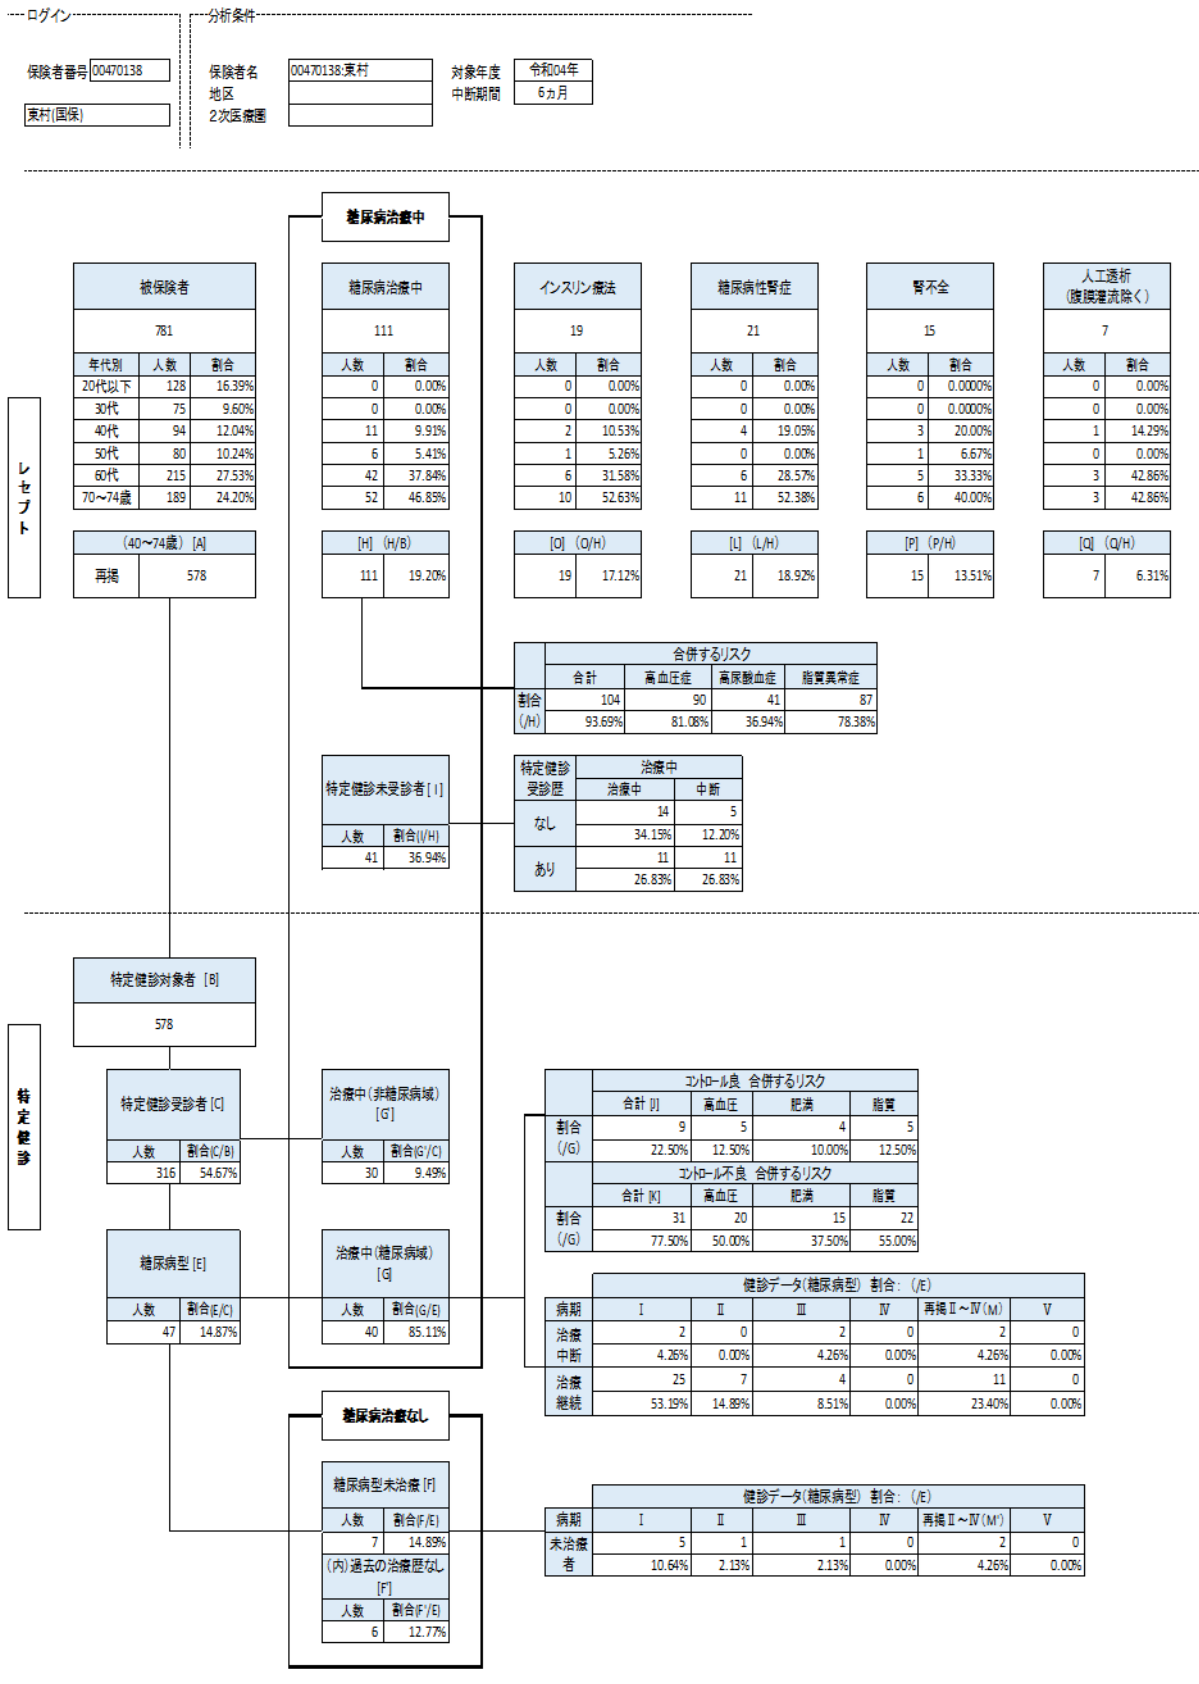 ログイン
分析条件
保険者番号 00470138 保険者名 00470138:東村 対象年度 令和04年
地区 中断期間 6ヵ月
東村(国保) 2次医療圏
糖尿病治療中
被保険者 糖尿病治療中 インスリン療法 糖尿病性腎症 腎不全 人工透析
(腹膜灌流除く)
781 111 19 21 15 7
年代別 人数 割合 人数 割合 人数 割合 人数 割合 人数 割合 人数 割合
20代以下 128 16.39% 0 0.00% 0 0.00% 0 0.00% 0 0.0000% 0 0.00%
30代 75 9.60% 0 0.00% 0 0.00% 0 0.00% 0 0.0000% 0 0.00%
40代 94 12.04% 11 9.91% 2 10.53% 4 19.05% 3 20.00% 1 14.29%
50代 80 10.24% 6 5.41% 1 5.26% 0 0.00% 1 6.67% 0 0.00%
60代 215 27.53% 42 37.84% 6 31.58% 6 28.57% 5 33.33% 3 42.86%
70～74歳 189 24.20% 52 46.85% 10 52.63% 11 52.38% 6 40.00% 3 42.86%
レセプト
(40～74歳) [A] [H] (H/B) [O] (O/H) [L] (L/H) [P] (P/H) [Q] (Q/H)
再掲 578 111 19.20% 19 17.12% 21 18.92% 15 13.51% 7 6.31%
合併するリスク
合計 高血圧症 高尿酸血症 脂質異常症
割合 104 90 41 87
(/H) 93.69% 81.08% 36.94% 78.38%
特定健診未受診者[I]
人数 割合(I/H)
41 36.94%
特定健診 治療中
受診歴 治療中 中断
なし 14 5
34.15% 12.20%
あり 11 11
26.83% 26.83%
特定健診
特定健診対象者 [B]
578
特定健診受診者[C]
人数 割合(C/B)
316 54.67%
治療中(非糖尿病域)
[G']
人数 割合(G'/C)
30 9.49%
コントロール良 合併するリスク
合計 [J] 高血圧 肥満 脂質
割合 9 5 4 5
(/G) 22.50% 12.50% 10.00% 12.50%
コントロール不良 合併するリスク
合計 [K] 高血圧 肥満 脂質
割合 31 20 15 22
(/G) 77.50% 50.00% 37.50% 55.00%
糖尿病型[E]
人数 割合(E/C)
47 14.87%
治療中(糖尿病域)
[G]
人数 割合(G/E)
40 85.11%
健診データ(糖尿病型) 割合: (/E)
病期 Ⅰ Ⅱ Ⅲ Ⅳ 再掲Ⅱ～Ⅳ(M) Ⅴ
治療 2 0 2 0 2 0
中断 4.26% 0.00% 4.26% 0.00% 4.26% 0.00%
治療 25 7 4 0 11 0
継続 53.19% 14.89% 8.51% 0.00% 23.40% 0.00%
糖尿病治療なし
糖尿病型未治療[F]
人数 割合(F/E)
7 14.89%
(内)過去の治療歴なし
[F']
人数 割合(F'/E)
6 12.77%
健診データ(糖尿病型) 割合: (/E)
病期 Ⅰ Ⅱ Ⅲ Ⅳ 再掲Ⅱ～Ⅳ(M') Ⅴ
未治療 5 1 1 0 2 0
者 10.64% 2.13% 2.13% 0.00% 4.26% 0.00%